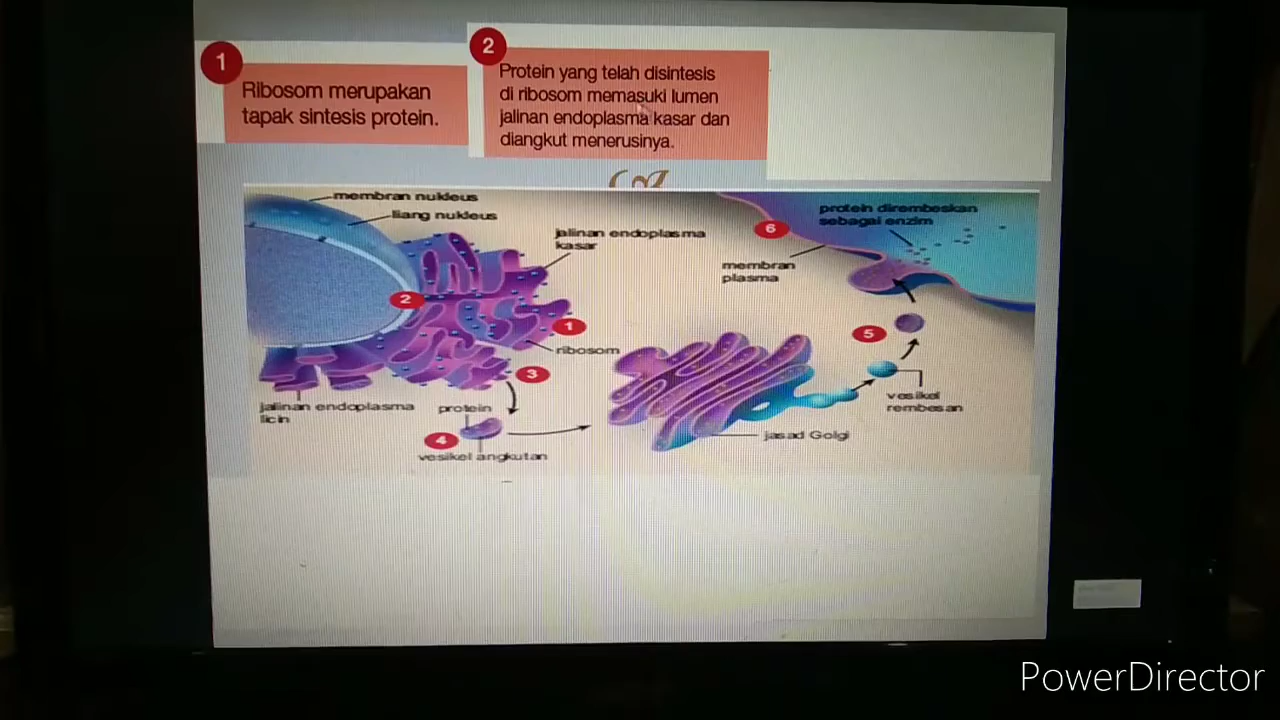 1
Ribosom merupakan
tapak sintesis protein.
2
Protein yang telah disintesis
di ribosom memasuki lumen
jalinan endoplasma kasar dan
diangkut menerusinya.
membran nukleus
liang nukleus
jalinan endoplasma
kasar
2
1
ribosom
3
jalinan endoplasma
licin
protein
4
vesikel angkutan
protein dirembeskan
sebagai enzim
6
membran
plasma
5
vesikel
rembesan
jasad Golgi
PowerDirector